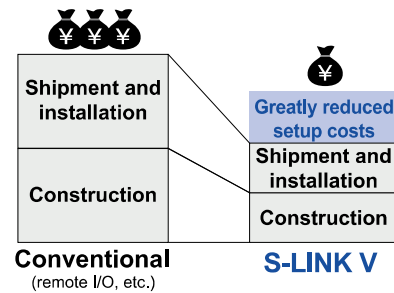 ¥ ¥ ¥
Shipment and
installation
Construction
Conventional
(remote I/O, etc.)
¥
Greatly reduced
setup costs
Shipment and
installation
Construction
S-LINK V